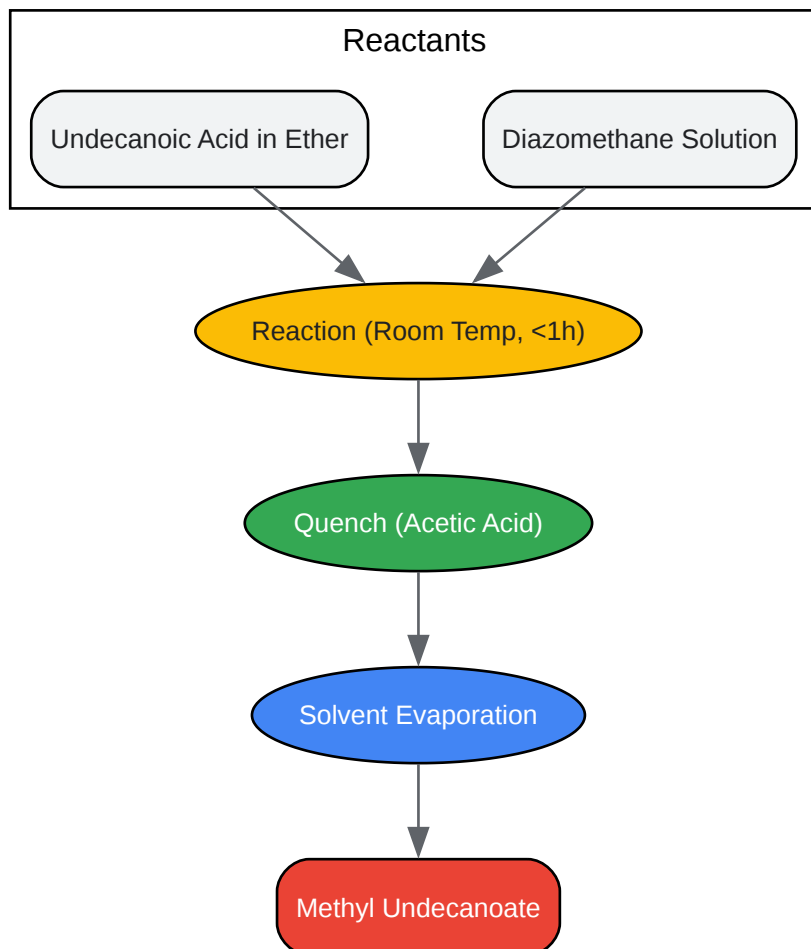 Reactants
Undecanoic Acid in Ether
Diazomethane Solution
Reaction (Room Temp, <1h)
Quench (Acetic Acid)
Solvent Evaporation
Methyl Undecanoate